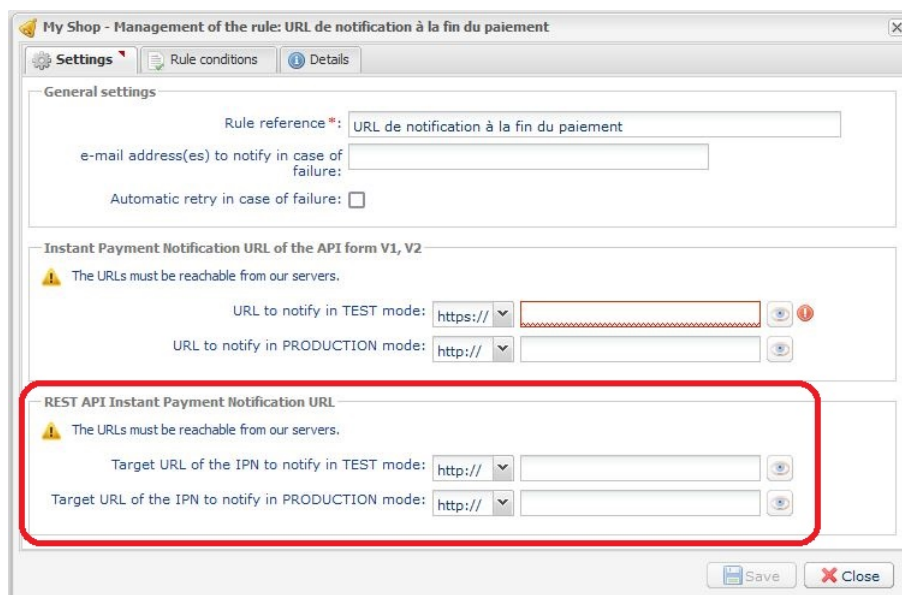 My Shop - Management of the rule: URL de notification à la fin du paiement
Settings Rule conditions Details
General settings
Rule reference*: URL de notification à la fin du paiement
e-mail address(es) to notify in case of
failure:
Automatic retry in case of failure:
Instant Payment Notification URL of the API form V1, V2
The URLs must be reachable from our servers.
URL to notify in TEST mode: https://
URL to notify in PRODUCTION mode: http://
REST API Instant Payment Notification URL
The URLs must be reachable from our servers.
Target URL of the IPN to notify in TEST mode: http://
Target URL of the IPN to notify in PRODUCTION mode: http://
Save Close